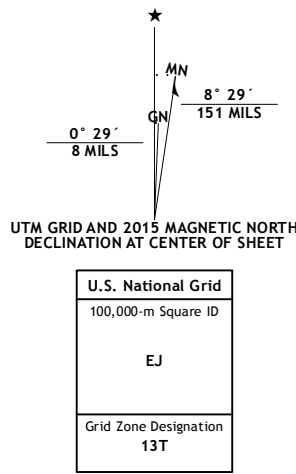 ★
MN
GN
8° 29´
151 MILS
0° 29´
8 MILS
UTM GRID AND 2015 MAGNETIC NORTH
DECLINATION AT CENTER OF SHEET
U.S. National Grid
100,000-m Square ID
EJ
Grid Zone Designation
13T